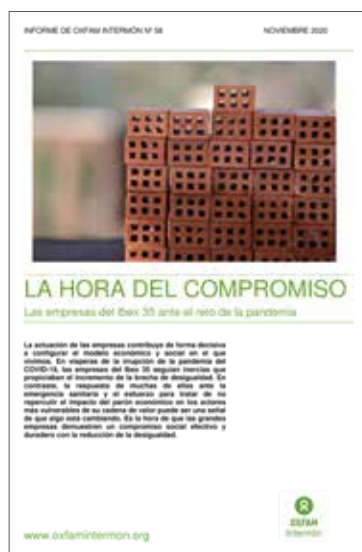 INFORME DE OXFAM INTERMÓN Nº 58
NOVIEMBRE 2020
LA HORA DEL COMPROMISO
Las empresas del Ibex 35 ante el reto de la pandemia
La actuación de las empresas contribuye de forma decisiva
a configurar el modelo económico y social en el que
vivimos. En vísperas de la irrupción de la pandemia del
COVID-19, las empresas del Ibex 35 seguían inercias que
propiciaban el incremento de la brecha de desigualdad. En
contraste, la respuesta de muchas de ellas ante la
emergencia sanitaria y el esfuerzo para tratar de no
repercutir el impacto del parón económico en los actores
más vulnerables de su cadena de valor puede ser una señal
de que algo está cambiando. Es la hora de que las grandes
empresas demuestren un compromiso social efectivo y
duradero con la reducción de la desigualdad.
www.oxfamintermon.org
OXFAM
Intermón